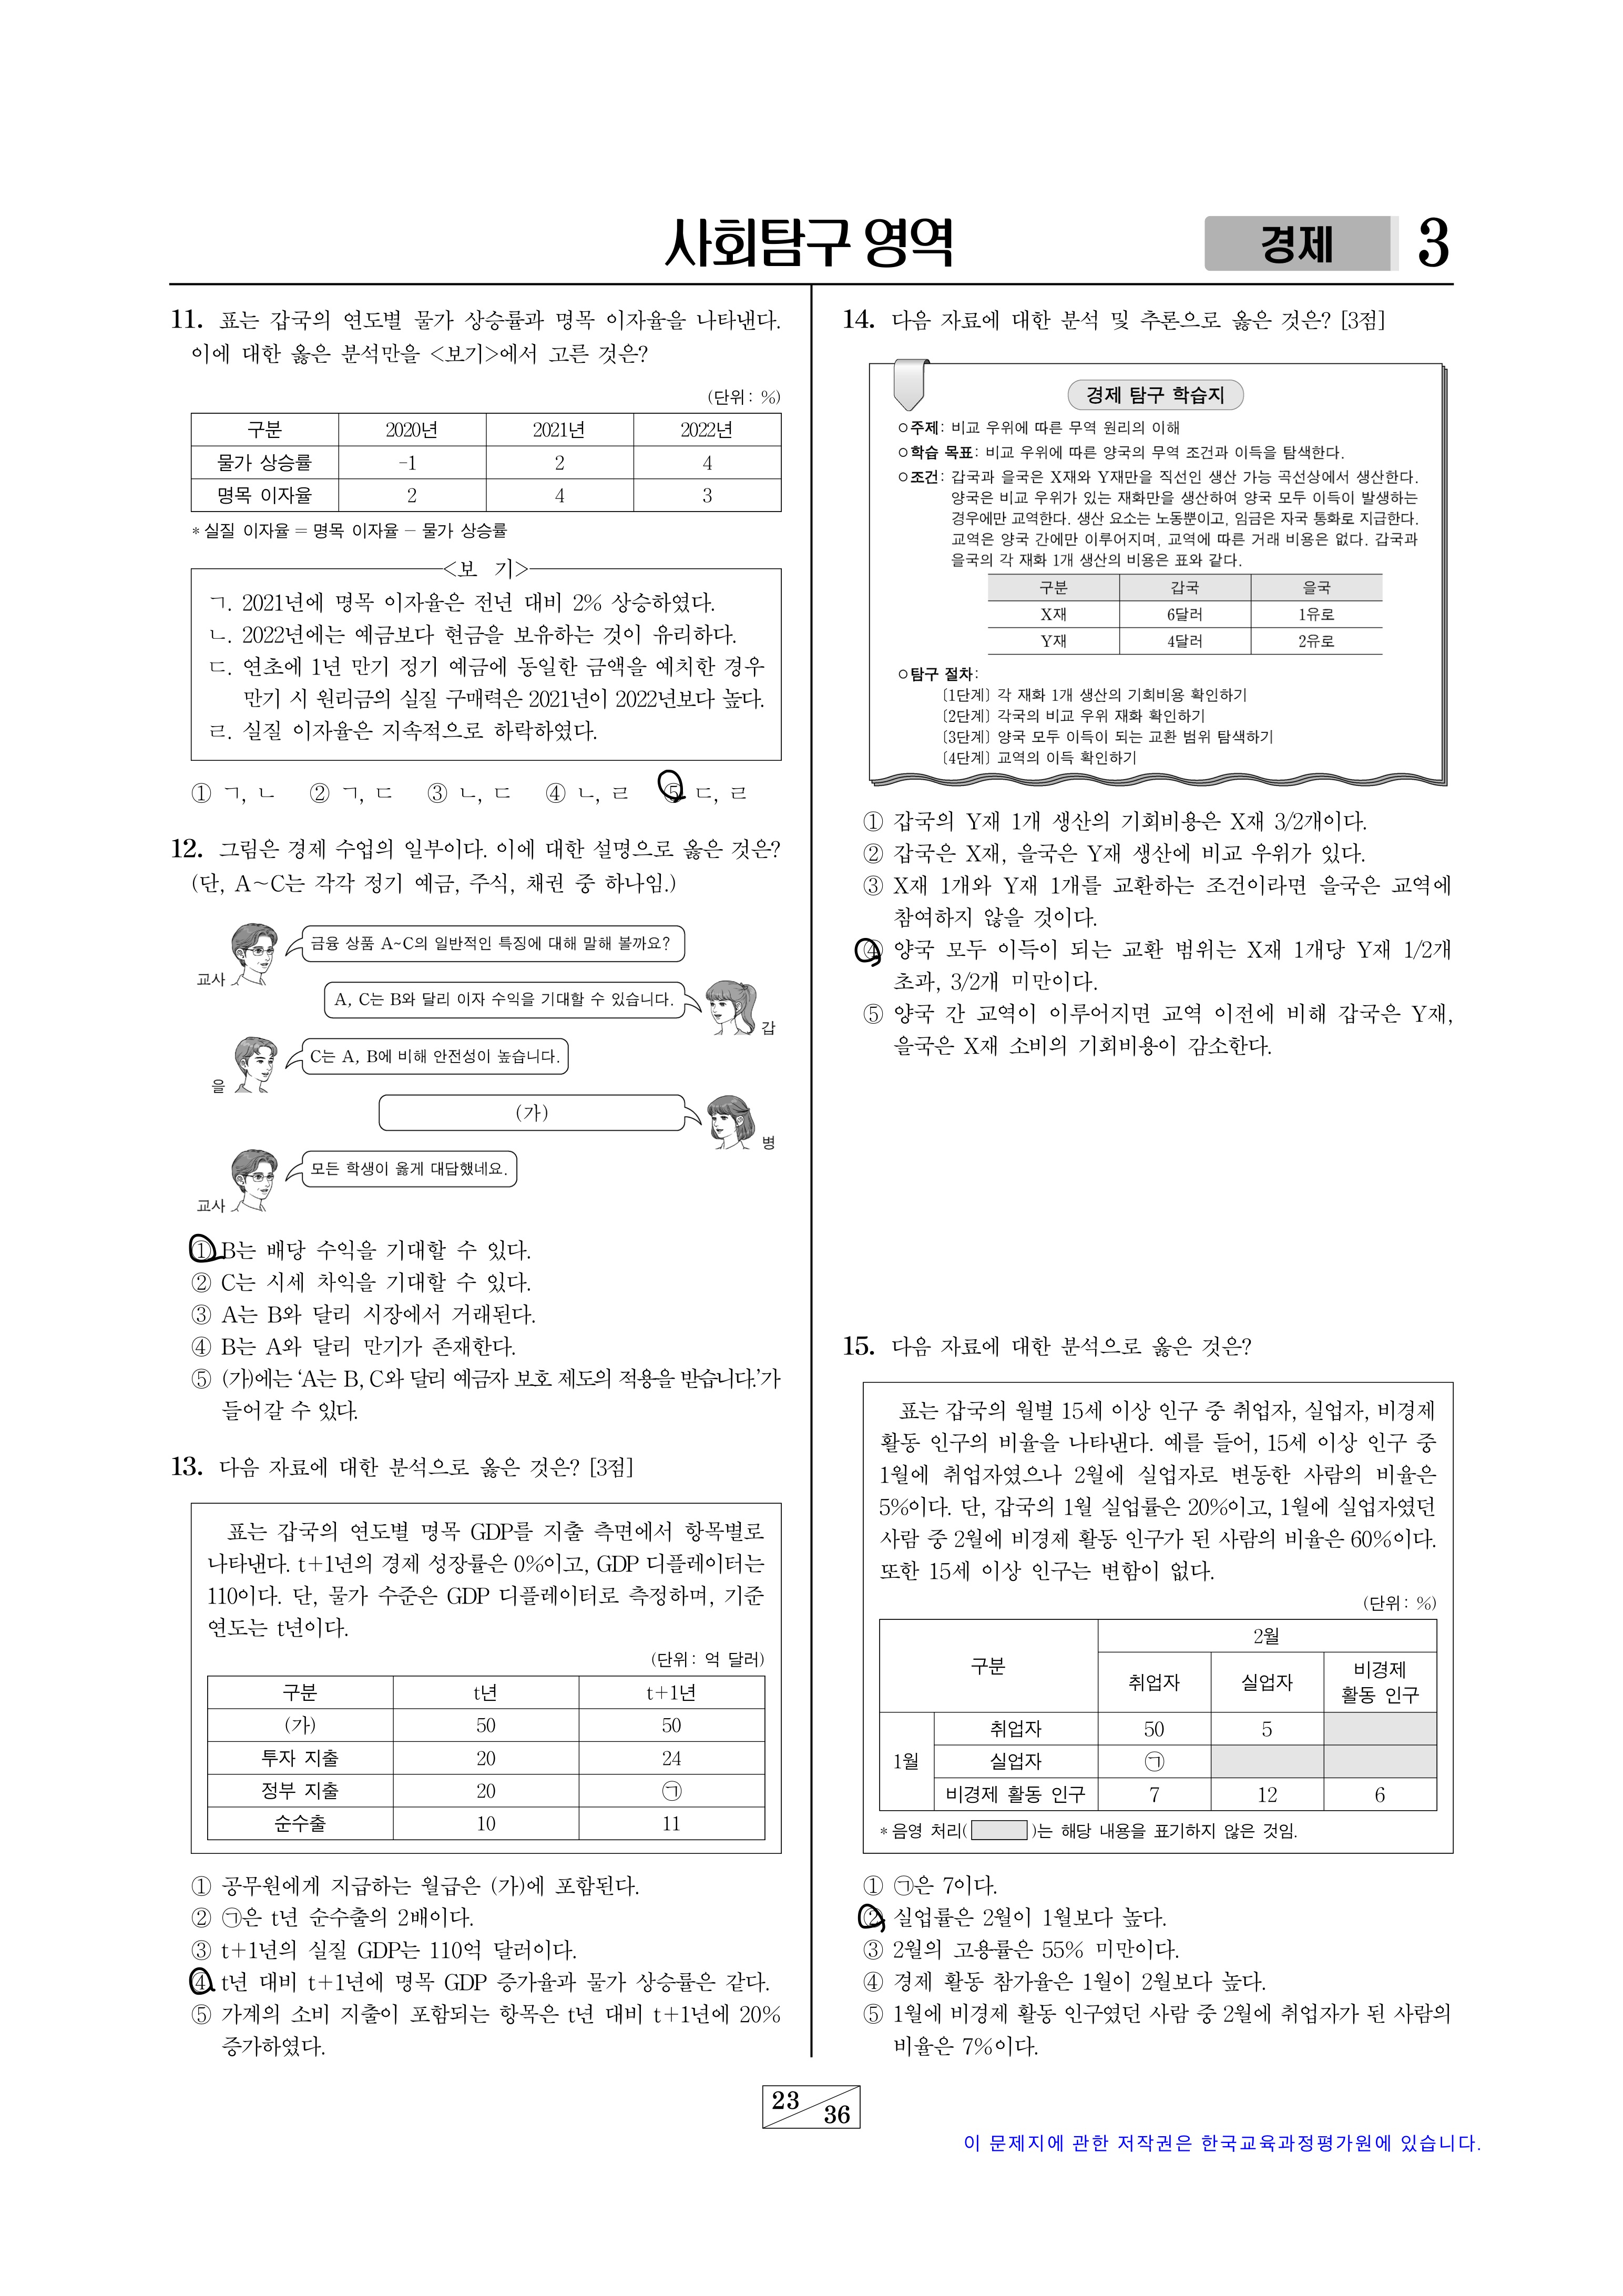 사회탐구 영역
경제
3
11. 표는 갑국의 연도별 물가 상승률과 명목 이자율을 나타낸다.
이에 대한 옳은 분석만을 <보기>에서 고른 것은?
(단위: %)
구분 2020년 2021년 2022년
물가 상승률 -1 2 4
명목 이자율 2 4 3
* 실질 이자율 = 명목 이자율 - 물가 상승률
<보 기>
ㄱ. 2021년에 명목 이자율은 전년 대비 2% 상승하였다.
ㄴ. 2022년에는 예금보다 현금을 보유하는 것이 유리하다.
ㄷ. 연초에 1년 만기 정기 예금에 동일한 금액을 예치한 경우
만기 시 원리금의 실질 구매력은 2021년이 2022년보다 높다.
ㄹ. 실질 이자율은 지속적으로 하락하였다.
① ㄱ, ㄴ ② ㄱ, ㄷ ③ ㄴ, ㄷ ④ ㄴ, ㄹ ⑤ ㄷ, ㄹ
12. 그림은 경제 수업의 일부이다. 이에 대한 설명으로 옳은 것은?
(단, A~C는 각각 정기 예금, 주식, 채권 중 하나임.)
금융 상품 A~C의 일반적인 특징에 대해 말해 볼까요?
교사
A, C는 B와 달리 이자 수익을 기대할 수 있습니다.
갑
C는 A, B에 비해 안전성이 높습니다.
을
(가)
병
모든 학생이 옳게 대답했네요.
교사
① B는 배당 수익을 기대할 수 있다.
② C는 시세 차익을 기대할 수 있다.
③ A는 B와 달리 시장에서 거래된다.
④ B는 A와 달리 만기가 존재한다.
⑤ (가)에는 ‘A는 B, C와 달리 예금자 보호 제도의 적용을 받습니다.’가
들어갈 수 있다.
13. 다음 자료에 대한 분석으로 옳은 것은? [3점]
표는 갑국의 연도별 명목 GDP를 지출 측면에서 항목별로
나타낸다. t+1년의 경제 성장률은 0%이고, GDP 디플레이터는
110이다. 단, 물가 수준은 GDP 디플레이터로 측정하며, 기준
연도는 t년이다.
(단위: 억 달러)
구분 t년 t+1년
(가) 50 50
투자 지출 20 24
정부 지출 20 ㉠
순수출 10 11
① 공무원에게 지급하는 월급은 (가)에 포함된다.
② ㉠은 t년 순수출의 2배이다.
③ t+1년의 실질 GDP는 110억 달러이다.
④ t년 대비 t+1년에 명목 GDP 증가율과 물가 상승률은 같다.
⑤ 가계의 소비 지출이 포함되는 항목은 t년 대비 t+1년에 20%
증가하였다.
14. 다음 자료에 대한 분석 및 추론으로 옳은 것은? [3점]
경제 탐구 학습지
○주제: 비교 우위에 따른 무역 원리의 이해
○학습 목표: 비교 우위에 따른 양국의 무역 조건과 이득을 탐색한다.
○조건: 갑국과 을국은 X재와 Y재만을 직선인 생산 가능 곡선상에서 생산한다.
양국은 비교 우위가 있는 재화만을 생산하여 양국 모두 이득이 발생하는
경우에만 교역한다. 생산 요소는 노동뿐이고, 임금은 자국 통화로 지급한다.
교역은 양국 간에만 이루어지며, 교역에 따른 거래 비용은 없다. 갑국과
을국의 각 재화 1개 생산의 비용은 표와 같다.
구분 갑국 을국
X재 6달러 1유로
Y재 4달러 2유로
○탐구 절차:
[1단계] 각 재화 1개 생산의 기회비용 확인하기
[2단계] 각국의 비교 우위 재화 확인하기
[3단계] 양국 모두 이득이 되는 교환 범위 탐색하기
[4단계] 교역의 이득 확인하기
① 갑국의 Y재 1개 생산의 기회비용은 X재 3/2개이다.
② 갑국은 X재, 을국은 Y재 생산에 비교 우위가 있다.
③ X재 1개와 Y재 1개를 교환하는 조건이라면 을국은 교역에
참여하지 않을 것이다.
④ 양국 모두 이득이 되는 교환 범위는 X재 1개당 Y재 1/2개
초과, 3/2개 미만이다.
⑤ 양국 간 교역이 이루어지면 교역 이전에 비해 갑국은 Y재,
을국은 X재 소비의 기회비용이 감소한다.
15. 다음 자료에 대한 분석으로 옳은 것은?
표는 갑국의 월별 15세 이상 인구 중 취업자, 실업자, 비경제
활동 인구의 비율을 나타낸다. 예를 들어, 15세 이상 인구 중
1월에 취업자였으나 2월에 실업자로 변동한 사람의 비율은
5%이다. 단, 갑국의 1월 실업률은 20%이고, 1월에 실업자였던
사람 중 2월에 비경제 활동 인구가 된 사람의 비율은 60%이다.
또한 15세 이상 인구는 변함이 없다.
(단위: %)
구분 2월
취업자 실업자 비경제 활동 인구
1월 취업자 50 5
실업자 ㉠
비경제 활동 인구 7 12 6
* 음영 처리( )는 해당 내용을 표기하지 않은 것임.
① ㉠은 7이다.
② 실업률은 2월이 1월보다 높다.
③ 2월의 고용률은 55% 미만이다.
④ 경제 활동 참가율은 1월이 2월보다 높다.
⑤ 1월에 비경제 활동 인구였던 사람 중 2월에 취업자가 된 사람의
비율은 7%이다.
23 36
이 문제지에 관한 저작권은 한국교육과정평가원에 있습니다.